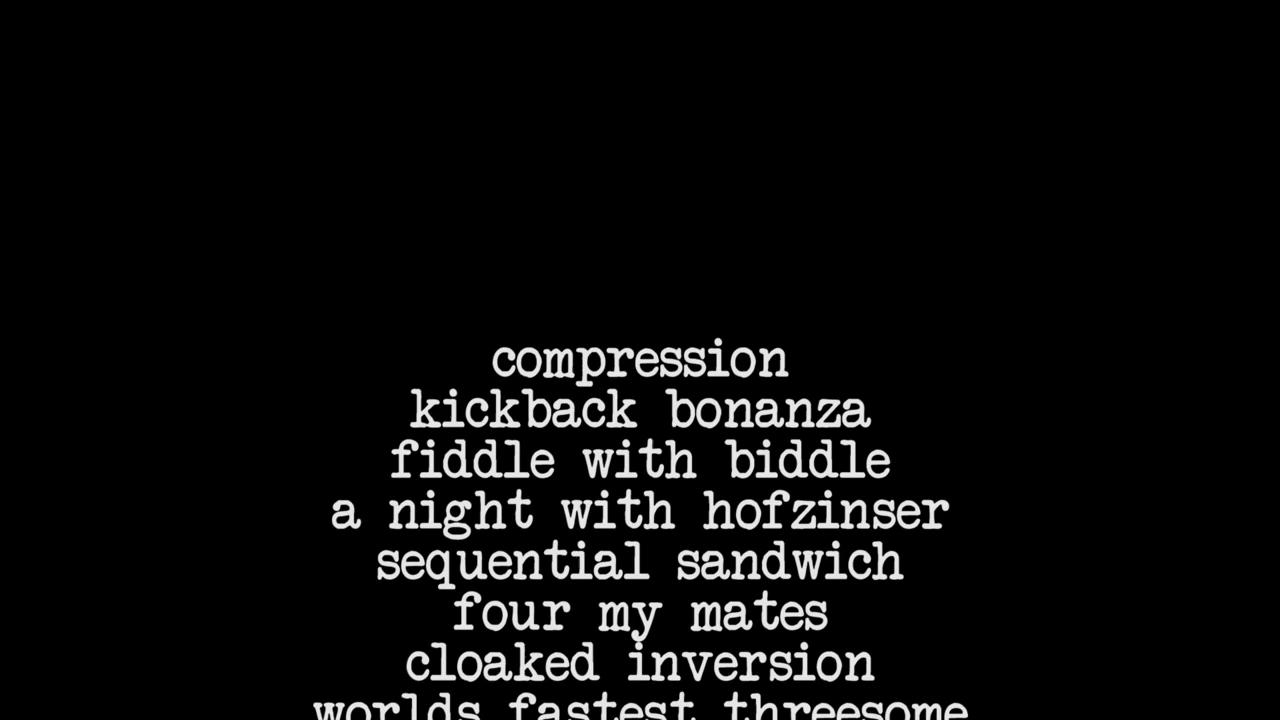 compression
kickback bonanza
fiddle with biddle
a night with hofzinser
sequential sandwich
four my mates
cloaked inversion
worlds fastest threesome